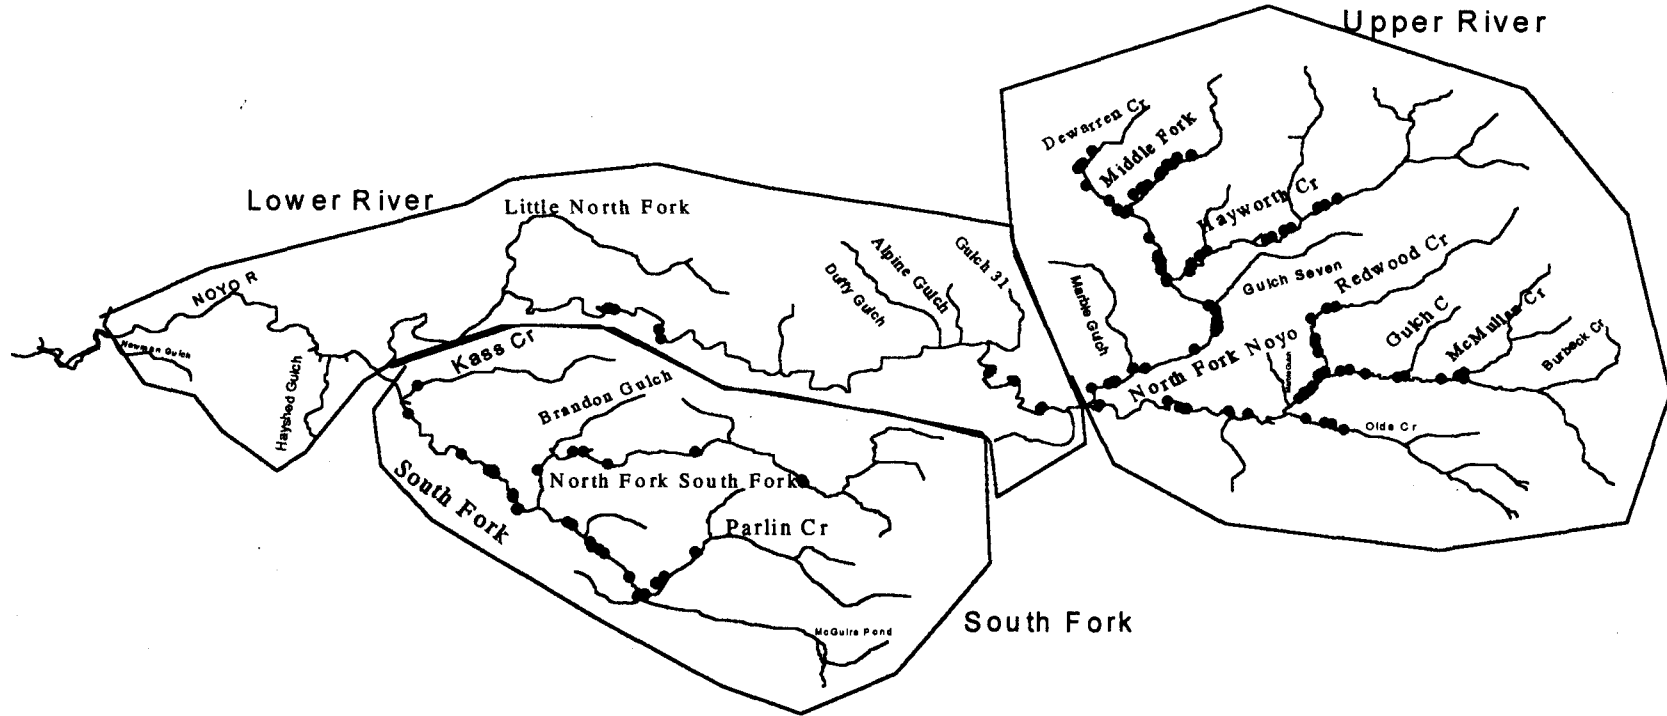 Upper River
Dewarren Cr
Middle Fork
Lower River
Little North Fork
Hayworth Cr
NOYO R
Alpine Gulch
Gulch 31
Duffy Gulch
Marble Gulch
Gulch Seven
Redwood Cr
Newman Gulch
Hayshed Gulch
Kass Cr
Brandon Gulch
North Fork Noyo
Gulch C
McMullan Cr
Burbeck Cr
Olds Cr
South Fork
North Fork South Fork
Parlin Cr
South Fork
McGuire Pond